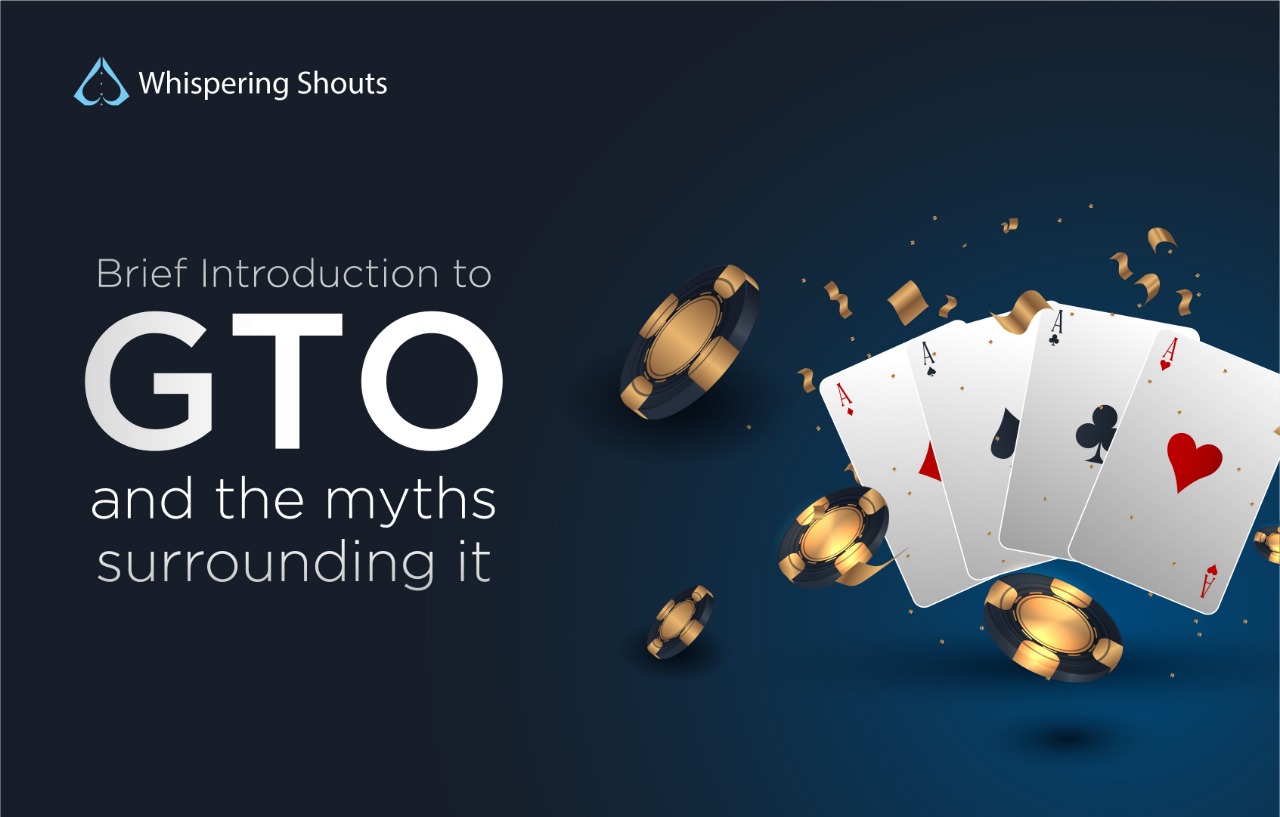 Whispering Shouts
Brief Introduction to
GTO
and the myths
surrounding it
A
A
A
A
A